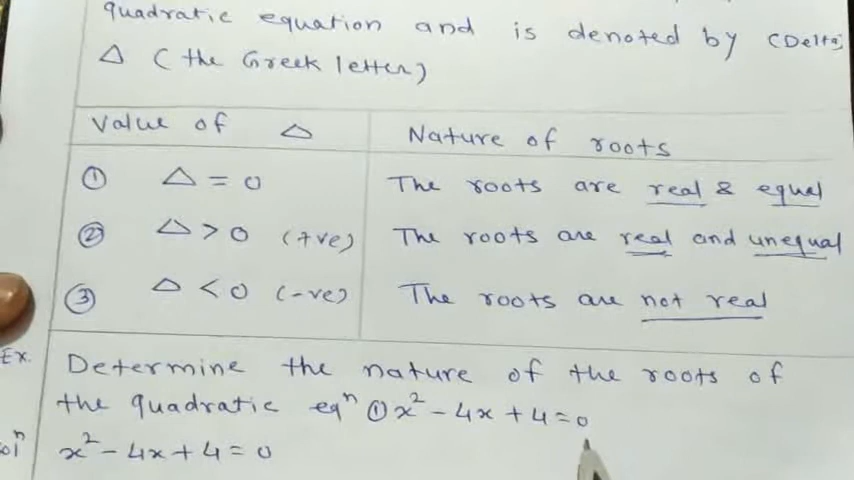 quadratic equation and is denoted by (Delta)
△ (the Greek letter)
Value of △ Nature of roots
① △ = 0 The roots are real & equal
② △ > 0 (+ve) The roots are real and unequal
③ △ < 0 (-ve) The roots are not real
Ex. Determine the nature of the roots of
the quadratic eqⁿ ① x² - 4x + 4 = 0
olⁿ x² - 4x + 4 = 0